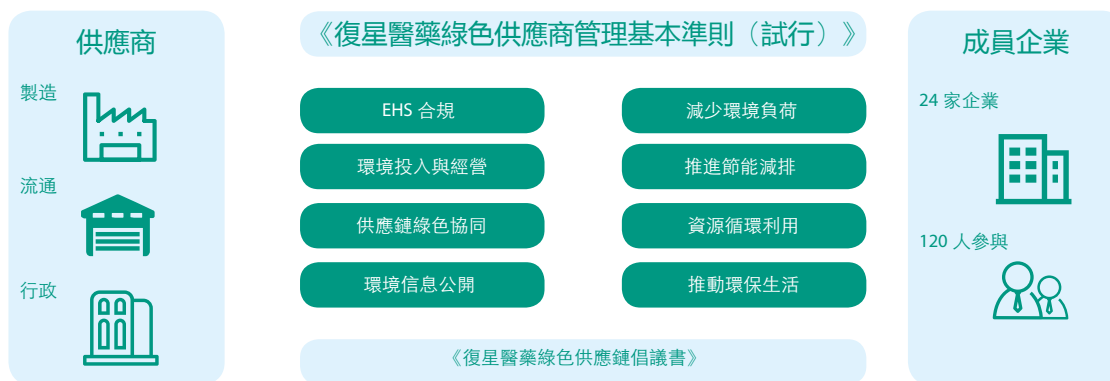 供應商
製造
流通
行政
《復星醫藥綠色供應商管理基本準則（試行）》
EHS 合規
減少環境負荷
環境投入與經營
推進節能減排
供應鏈綠色協同
資源循環利用
環境信息公開
推動環保生活
《復星醫藥綠色供應鏈倡議書》
成員企業
24 家企業
120 人參與